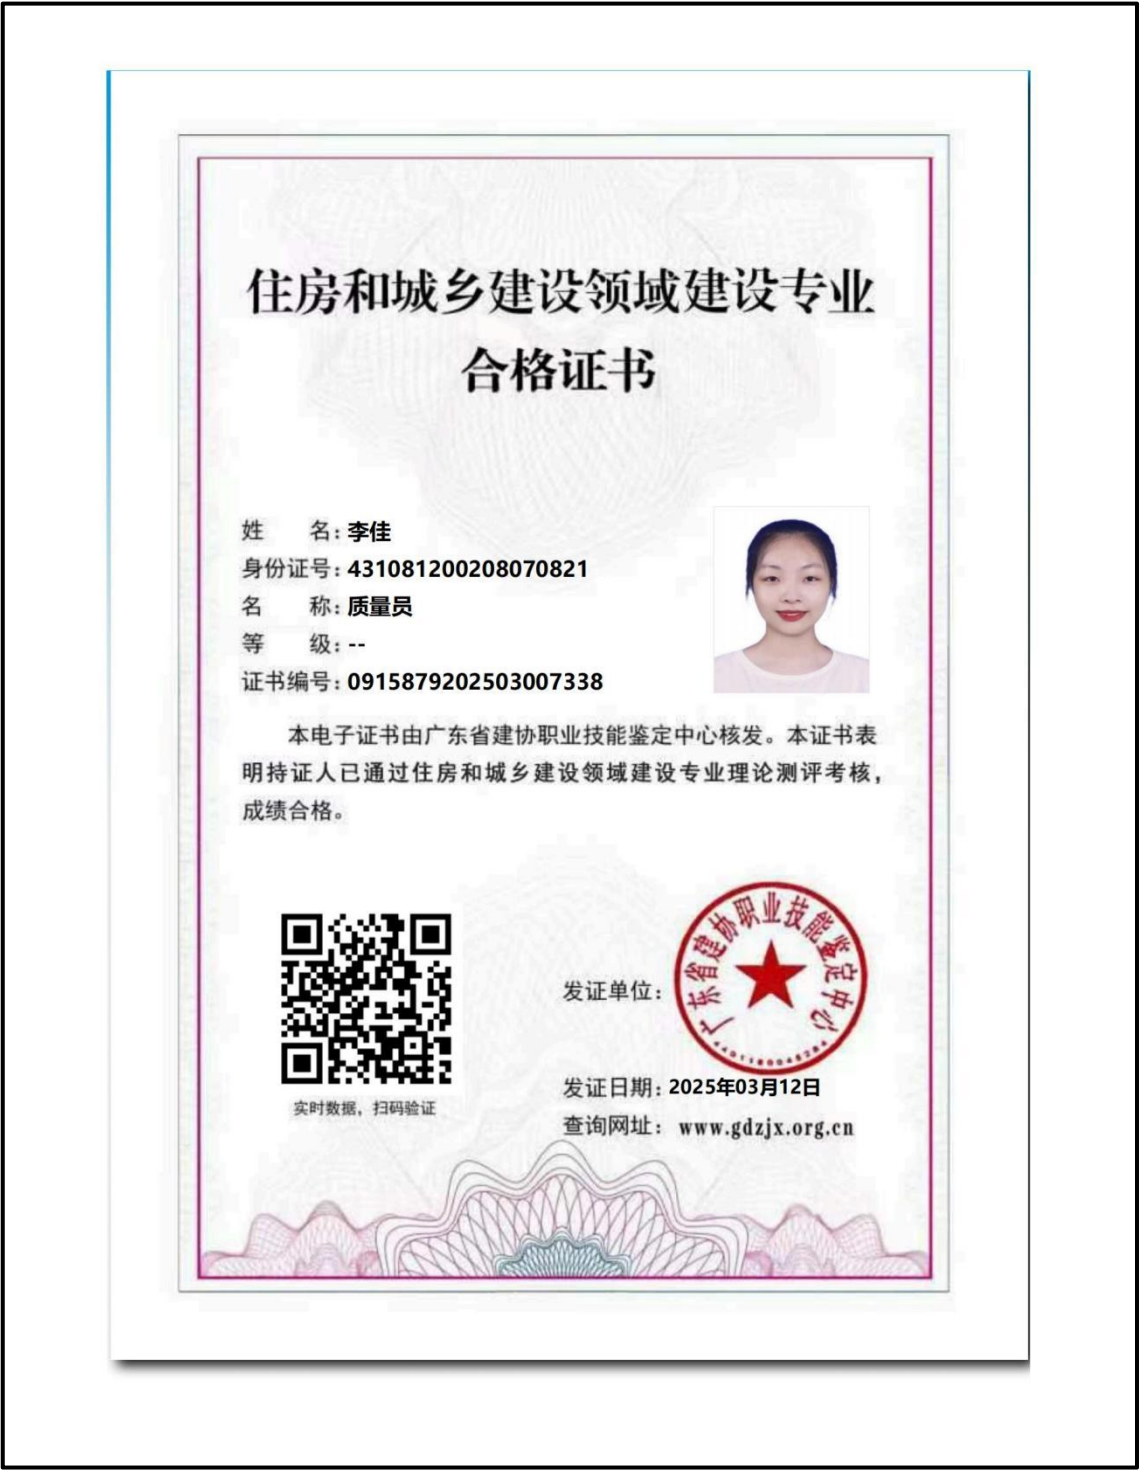 住房和城乡建设领域建设专业
合格证书
姓 名：李佳
身份证号：431081200208070821
名 称：质量员
等 级：--
证书编号：0915879202503007338
本电子证书由广东省建协职业技能鉴定中心核发。本证书表
明持证人已通过住房和城乡建设领域建设专业理论测评考核，
成绩合格。
广东省建协职业技能鉴定中心
发证单位：
发证日期：2025年03月12日
实时数据，扫码验证
查询网址：www.gdzjx.org.cn